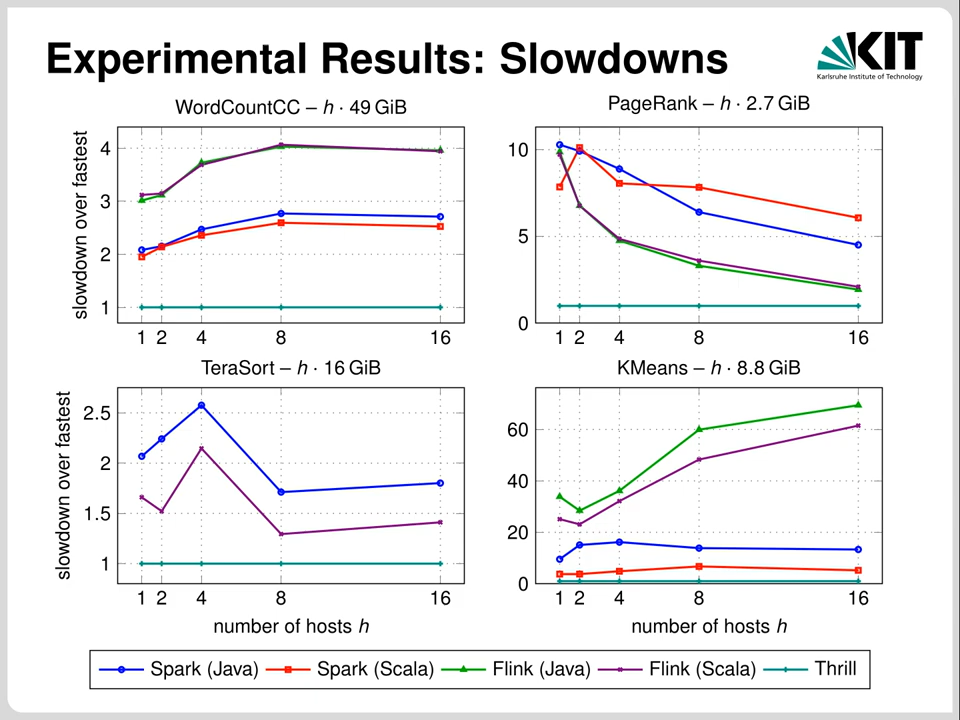 Experimental Results: Slowdowns
KIT
Karlsruhe Institute of Technology
WordCountCC – h · 49 GiB
slowdown over fastest
4
3
2
1
1 2 4 8 16
PageRank – h · 2.7 GiB
10
5
0
1 2 4 8 16
TeraSort – h · 16 GiB
slowdown over fastest
2.5
2
1.5
1
1 2 4 8 16
number of hosts h
KMeans – h · 8.8 GiB
60
40
20
0
1 2 4 8 16
number of hosts h
Spark (Java) Spark (Scala) Flink (Java) Flink (Scala) Thrill